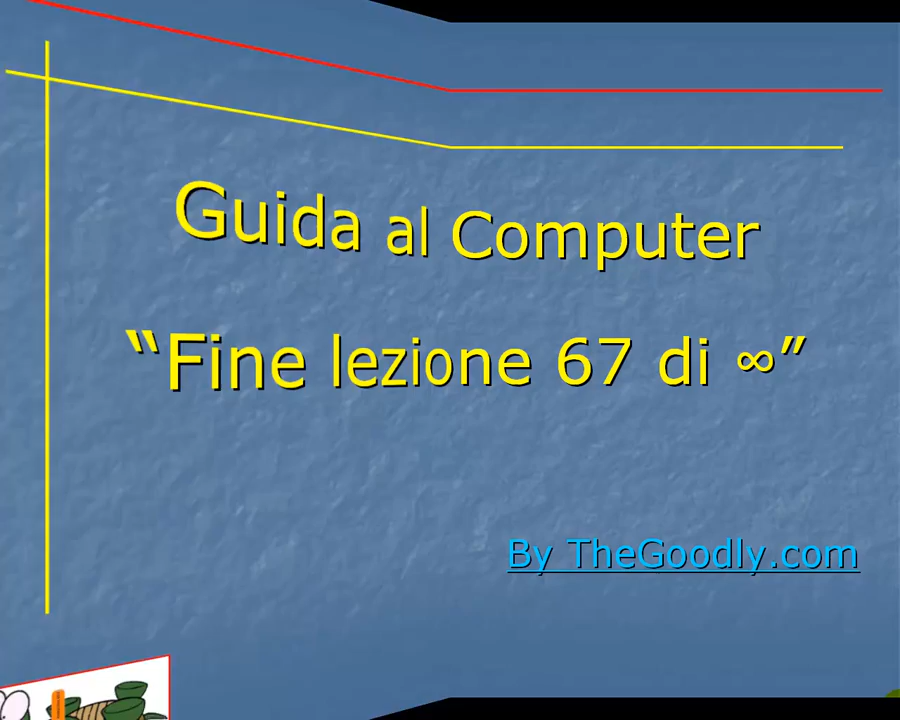 Guida al Computer
“Fine lezione 67 di ∞”
By TheGoodly.com